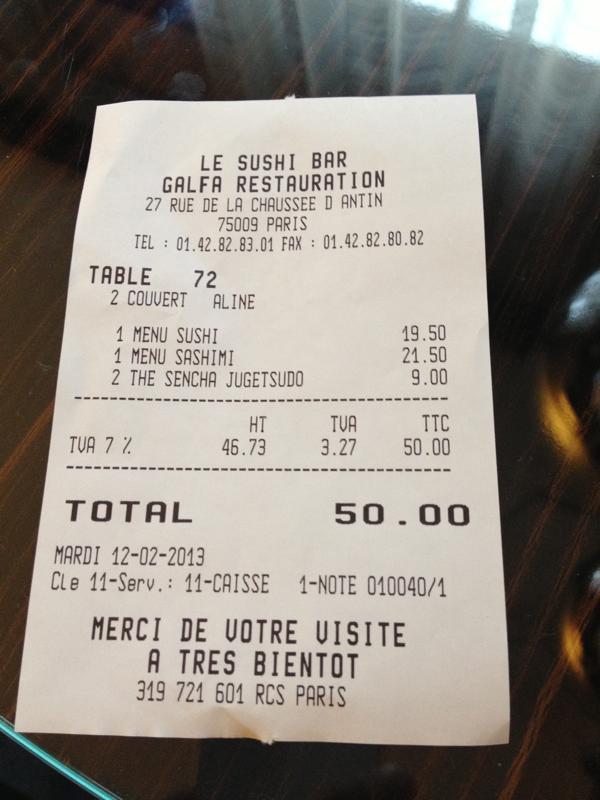 LE SUSHI BAR
GALFA RESTAURATION
27 RUE DE LA CHAUSSEE D ANTIN
75009 PARIS
TEL : 01.42.82.83.01 FAX : 01.42.82.80.82
TABLE 72
2 COUVERT ALINE
1 MENU SUSHI 19.50
1 MENU SASHIMI 21.50
2 THE SENCHA JUGETSUDO 9.00
HT TVA TTC
TVA 7 % 46.73 3.27 50.00
TOTAL 50.00
MARDI 12-02-2013
Cle 11-Serv.: 11-CAISSE 1-NOTE 010040/1
MERCI DE VOTRE VISITE
A TRES BIENTOT
319 721 601 RCS PARIS